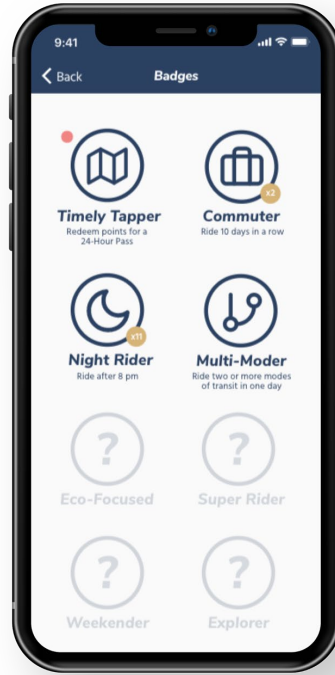 9:41
Back
Badges
Timely Tapper
Redeem points for a
24-Hour Pass
x2
Commuter
Ride 10 days in a row
x11
Night Rider
Ride after 8 pm
Multi-Moder
Ride two or more modes
of transit in one day
?
Eco-Focused
?
Super Rider
?
Weekender
?
Explorer